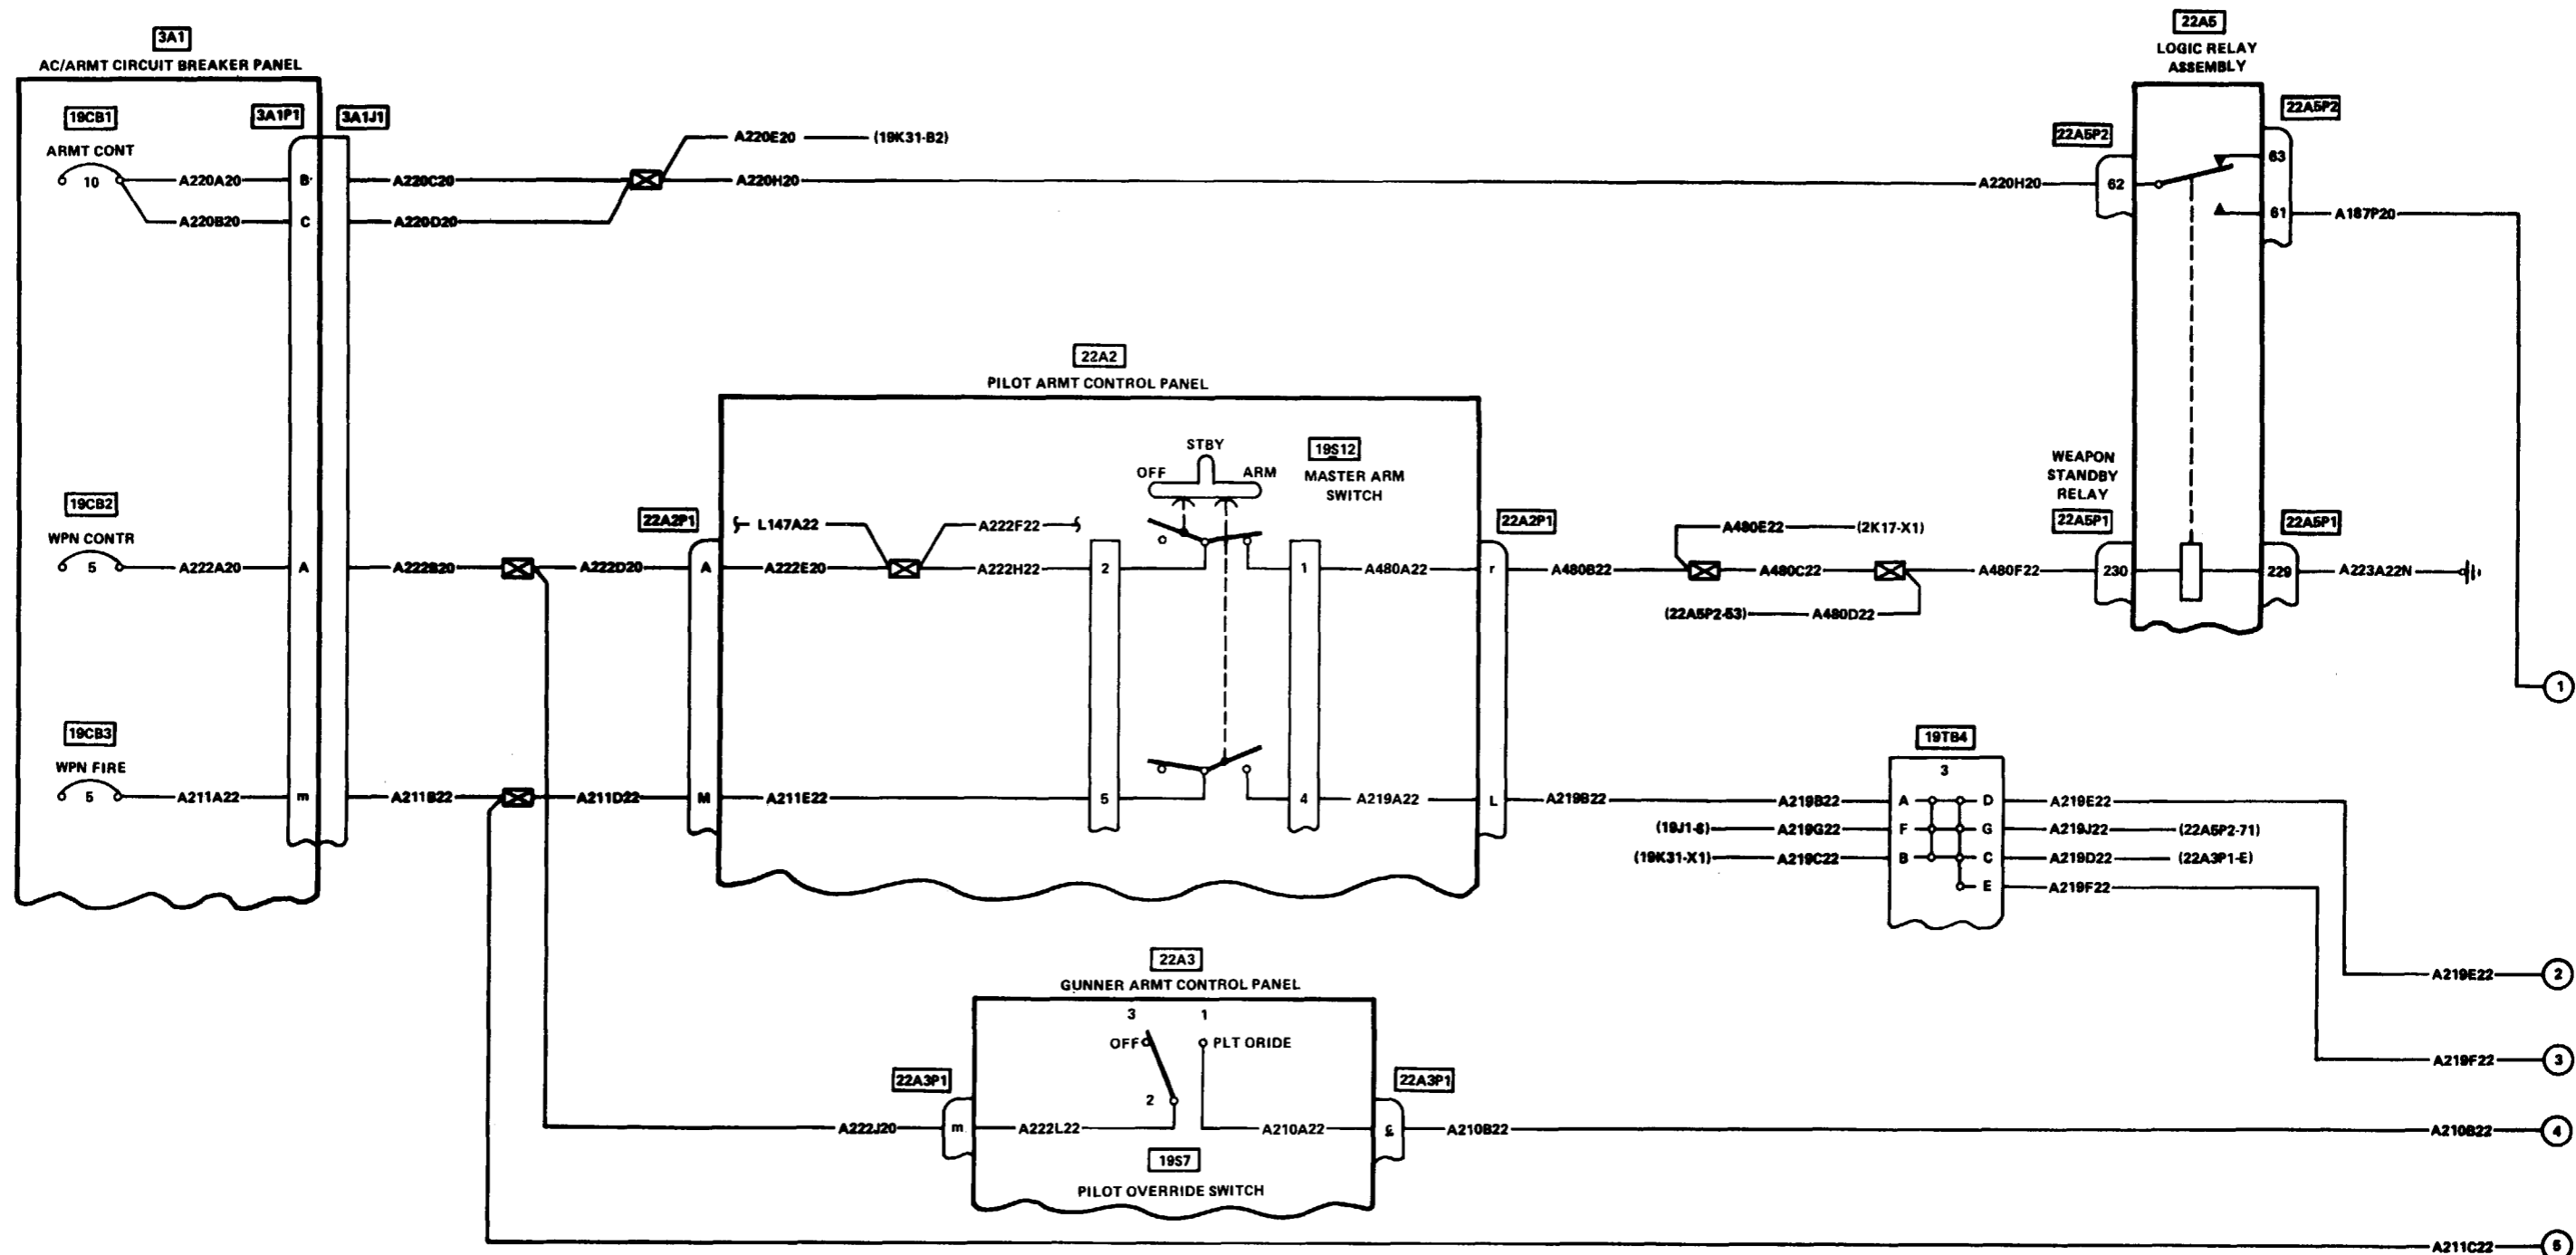 3A1
AC/ARMT CIRCUIT BREAKER PANEL
22A5
LOGIC RELAY
ASSEMBLY
19CB1
3A1P1
3A1J1
22A5P2
22A5P2
ARMT CONT
10
A220A20
B
A220C20
A220E20
(19K31-B2)
A220H20
A220H20
62
63
A220B20
C
A220D20
61
A187P20
22A2
PILOT ARMT CONTROL PANEL
STBY
OFF
ARM
19S12
MASTER ARM
SWITCH
WEAPON
STANDBY
RELAY
19CB2
WPN CONTR
5
A222A20
A
A222B20
A222D20
22A2P1
A
L147A22
A222E20
A222F22
A222H22
2
1
A480A22
22A2P1
r
A480B22
A480E22
(2K17-X1)
A480C22
(22A5P2-53)
A480D22
A480F22
22A5P1
230
22A5P1
229
A223A22N
1
19CB3
WPN FIRE
5
A211A22
m
A211B22
A211D22
M
A211E22
5
4
A219A22
L
A219B22
19TB4
3
A219B22
A
D
A219E22
(19J1-8)
A219G22
F
G
A219J22
(22A5P2-71)
(19K31-X1)
A219C22
B
C
A219D22
(22A3P1-E)
E
A219F22
A219E22
2
22A3
GUNNER ARMT CONTROL PANEL
3
1
OFF
PLT ORIDE
A219F22
3
22A3P1
22A3P1
2
A222J20
m
A222L22
A210A22
c
A210B22
A210B22
4
19S7
PILOT OVERRIDE SWITCH
A211C22
5